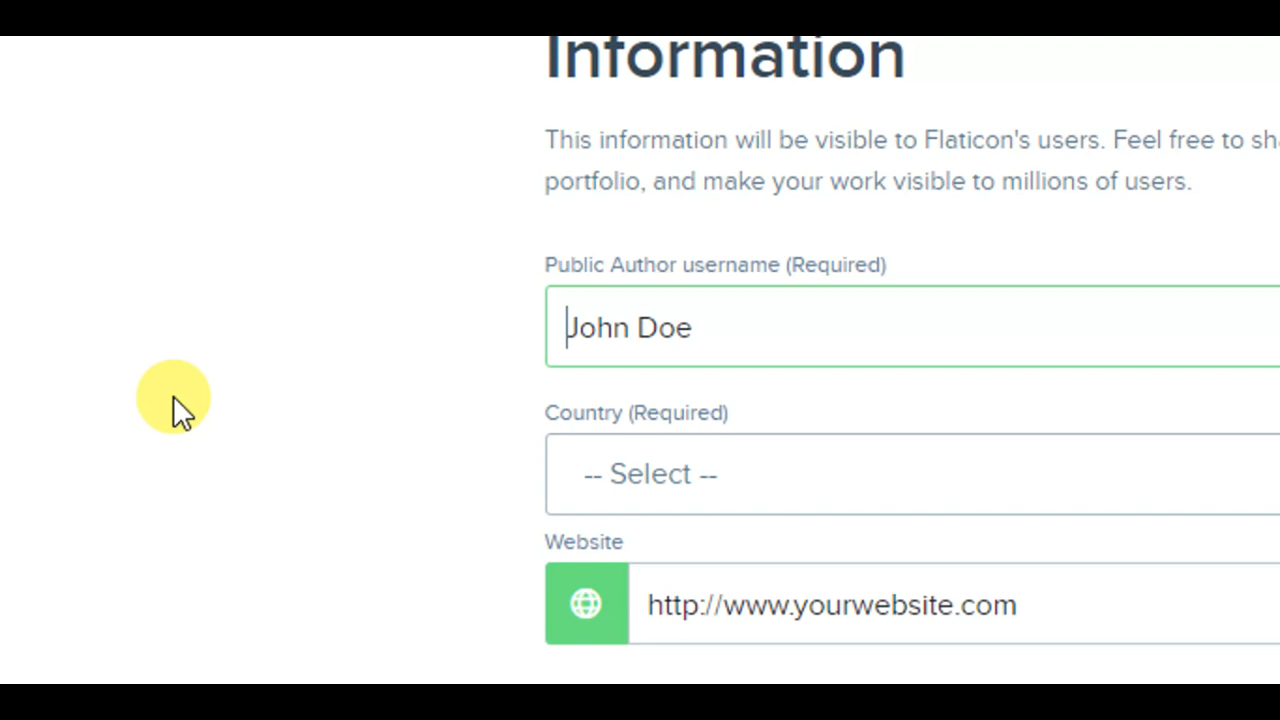 Information
This information will be visible to Flaticon's users. Feel free to sh
portfolio, and make your work visible to millions of users.
Public Author username (Required)
John Doe
Country (Required)
-- Select --
Website
http://www.yourwebsite.com